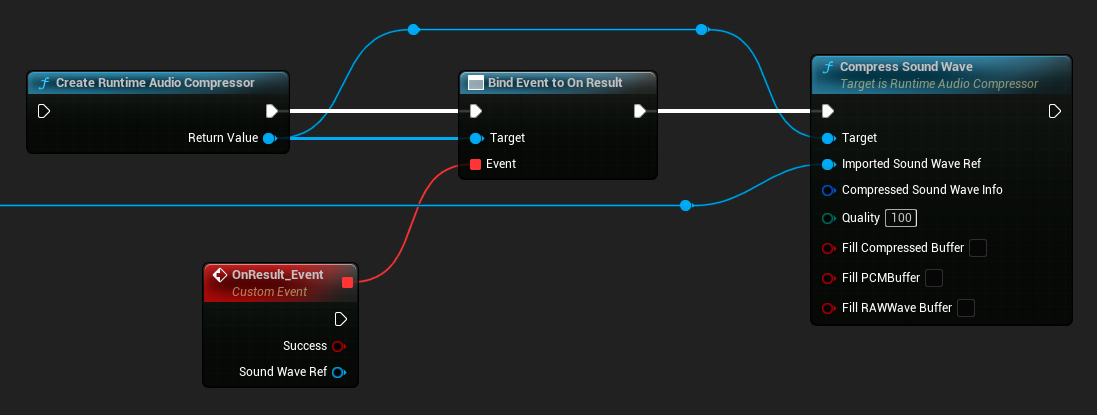 Create Runtime Audio Compressor
Return Value
Bind Event to On Result
Target
Event
Compress Sound Wave
Target is Runtime Audio Compressor
Target
Imported Sound Wave Ref
Compressed Sound Wave Info
Quality 100
Fill Compressed Buffer
Fill PCMBuffer
Fill RAWWave Buffer
OnResult_Event
Custom Event
Success
Sound Wave Ref